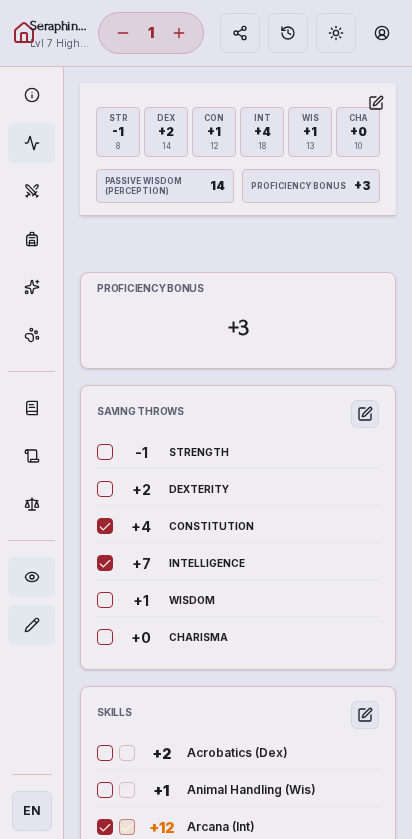 Seraphin...
Lvl 7 High...
1
STR DEX CON INT WIS CHA
-1 +2 +1 +4 +1 +0
8 14 12 18 13 10
PASSIVE WISDOM
(PERCEPTION) 14 PROFICIENCY BONUS +3
PROFICIENCY BONUS
+3
SAVING THROWS
-1 STRENGTH
+2 DEXTERITY
+4 CONSTITUTION
+7 INTELLIGENCE
+1 WISDOM
+0 CHARISMA
SKILLS
+2 Acrobatics (Dex)
+1 Animal Handling (Wis)
+12 Arcana (Int)
EN